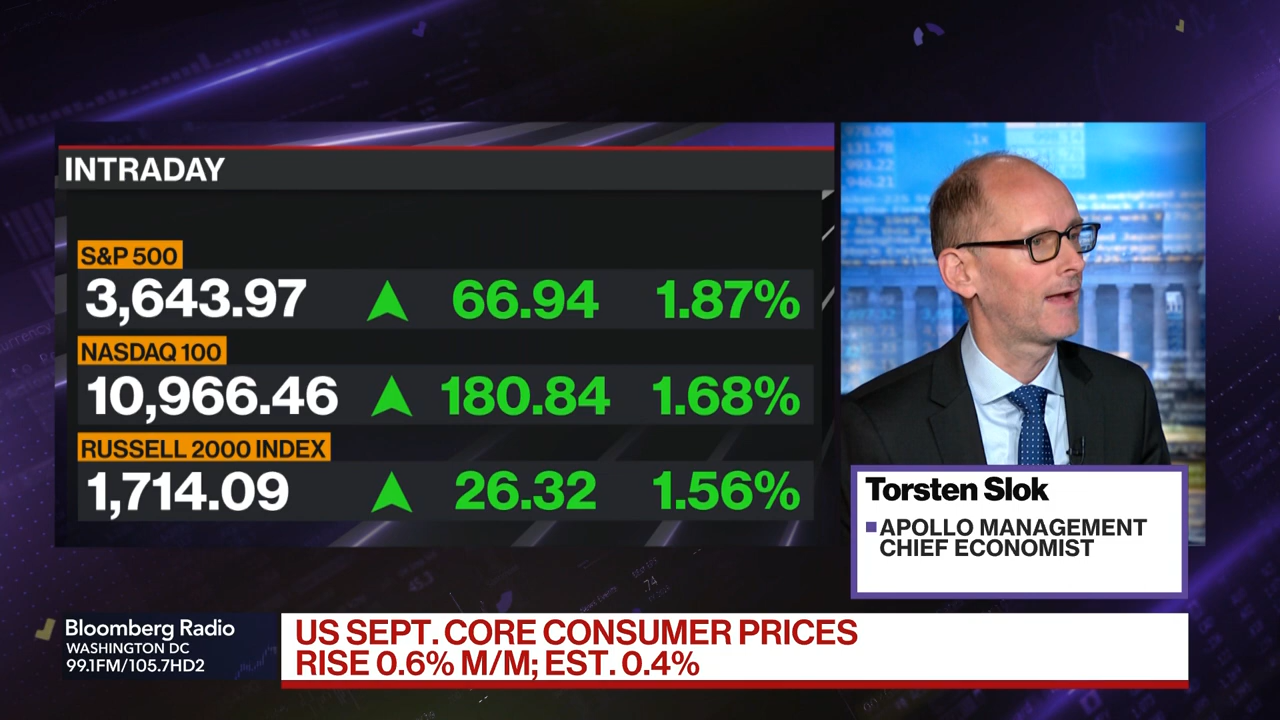 INTRADAY
S&P 500
3,643.97 66.94 1.87%
NASDAQ 100
10,966.46 180.84 1.68%
RUSSELL 2000 INDEX
1,714.09 26.32 1.56%
Torsten Slok
APOLLO MANAGEMENT
CHIEF ECONOMIST
Bloomberg Radio
WASHINGTON DC
99.1FM/105.7HD2
US SEPT. CORE CONSUMER PRICES
RISE 0.6% M/M; EST. 0.4%